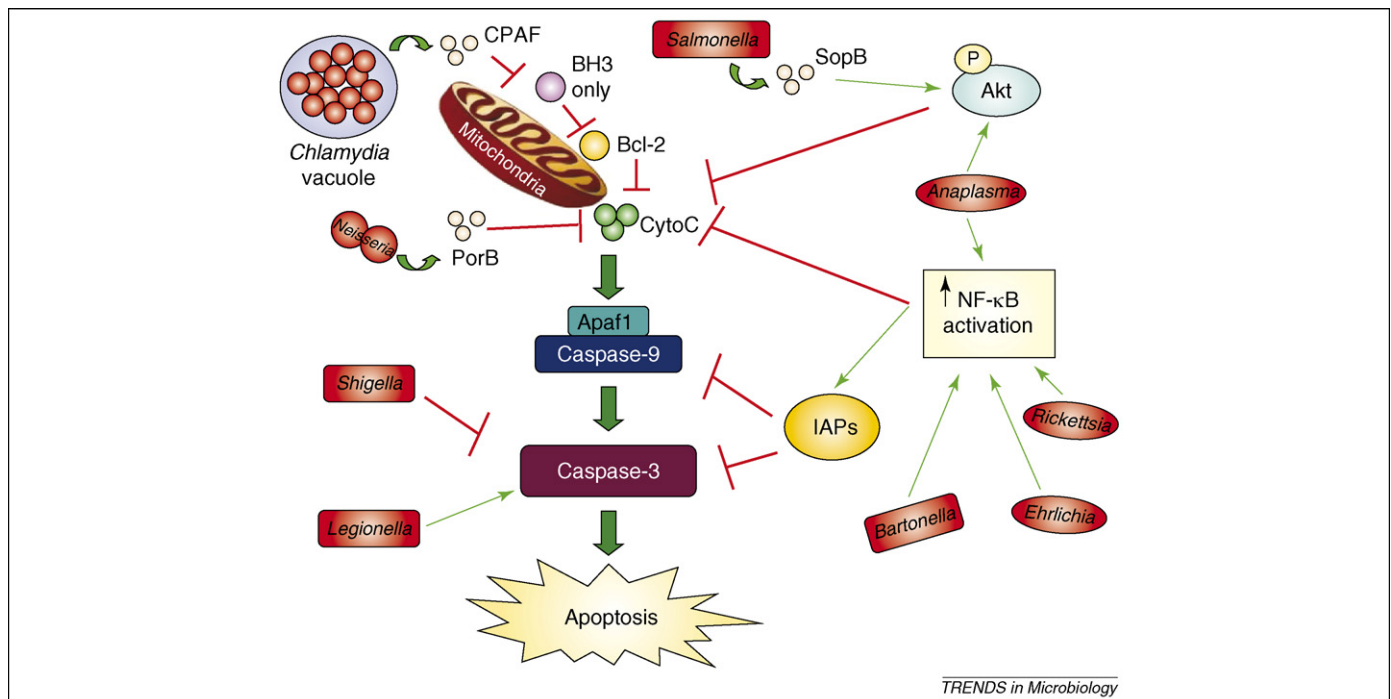 CPAF
Salmonella
SopB
P
Akt
BH3
only
Mitochondria
Bcl-2
Chlamydia
vacuole
Anaplasma
Neisseria
PorB
CytoC
NF-κB
activation
Apaf1
Caspase-9
Shigella
IAPs
Rickettsia
Caspase-3
Legionella
Bartonella
Ehrlichia
Apoptosis
TRENDS in Microbiology